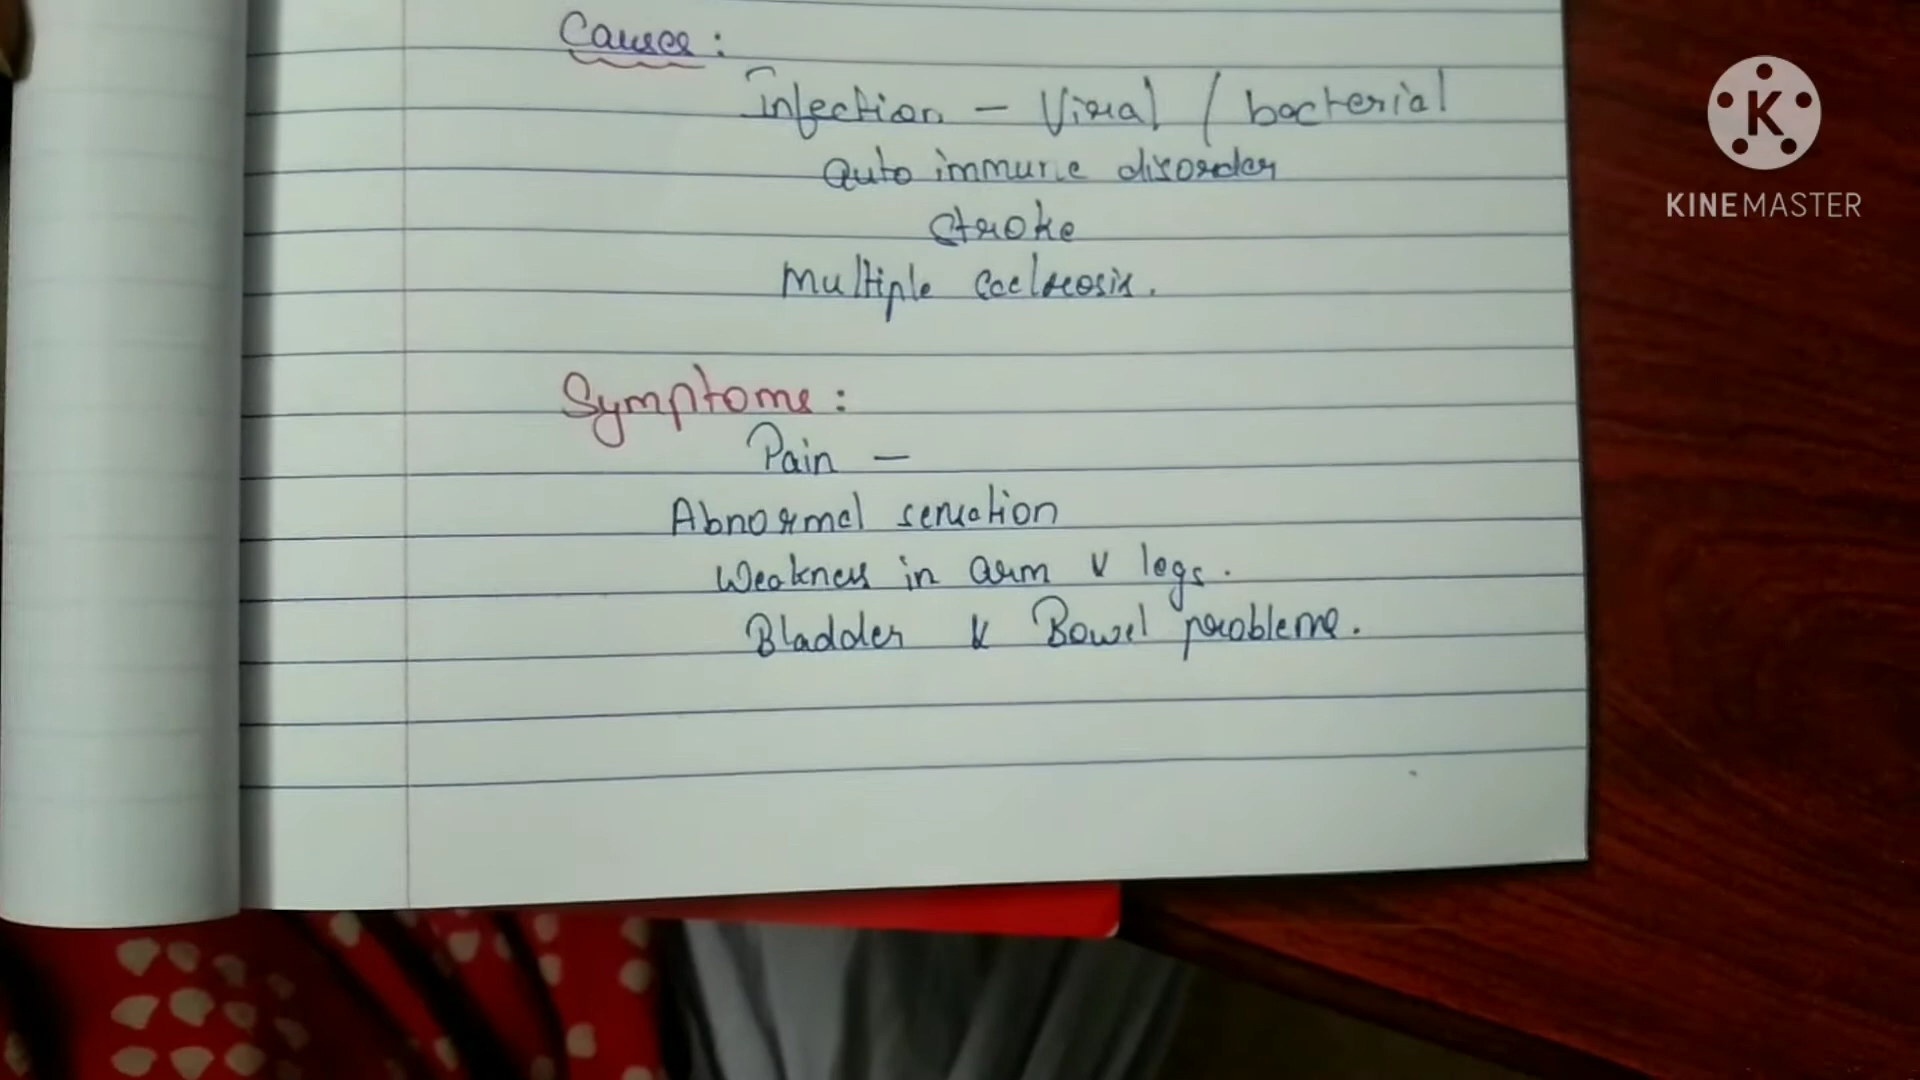 Causes :
Infection - Viral / bacterial
Auto immune disorder
Stroke
Multiple
Symptoms :
Pain -
Abnormal sensation
Weakness in arm & legs.
Bladder & Bowel problems.
K
KINEMASTER